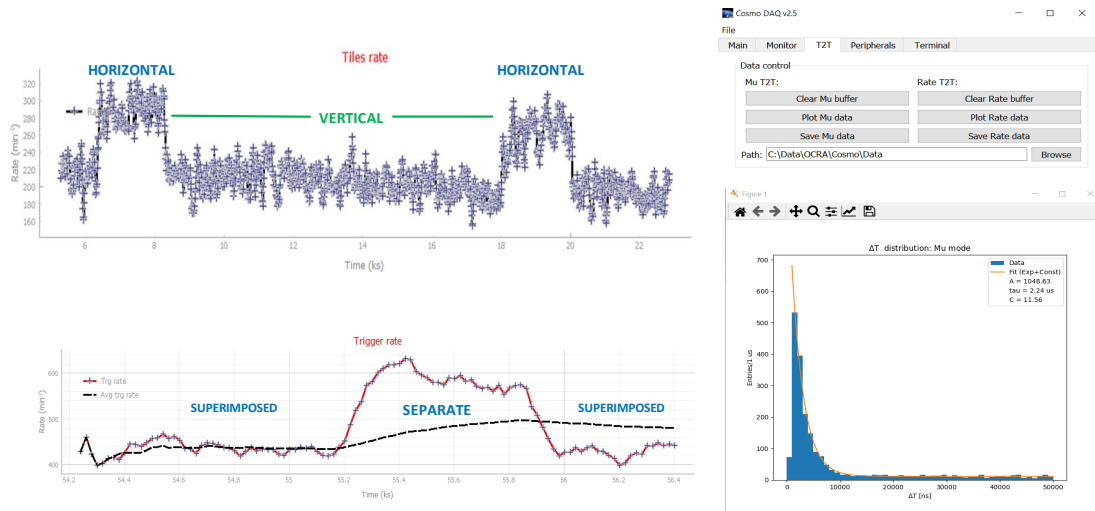 Tiles rate
HORIZONTAL
HORIZONTAL
VERTICAL
Rate (min⁻¹)
320
300
280
260
240
220
200
180
160
6 8 10 12 14 16 18 20 22
Time (ks)
Trigger rate
Trg rate
Avg trg rate
SUPERIMPOSED
SEPARATE
SUPERIMPOSED
Rate (min⁻¹)
600
500
400
54.2 54.4 54.6 54.8 55 55.2 55.4 55.6 55.8 56 56.2 56.4
Time (ks)
Cosmo DAQ v2.5
File
Main Monitor T2T Peripherals Terminal
Data control
Mu T2T: Rate T2T:
Clear Mu buffer Clear Rate buffer
Plot Mu data Plot Rate data
Save Mu data Save Rate data
Path: C:\Data\OCRA\Cosmo\Data Browse
Figure 1
ΔT distribution: Mu mode
Data
Fit (Exp+Const)
A = 1048.63
tau = 2.24 us
C = 11.56
Entries/1 us
700
600
500
400
300
200
100
0
0 10000 20000 30000 40000 50000
ΔT [ns]